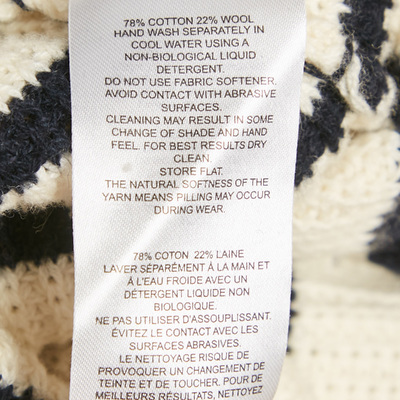 78% COTTON 22% WOOL
HAND WASH SEPARATELY IN
COOL WATER USING A
NON-BIOLOGICAL LIQUID
DETERGENT.
DO NOT USE FABRIC SOFTENER.
AVOID CONTACT WITH ABRASIVE
SURFACES.
CLEANING MAY RESULT IN SOME
CHANGE OF SHADE AND HAND
FEEL. FOR BEST RESULTS DRY
CLEAN.
STORE FLAT.
THE NATURAL SOFTNESS OF THE
YARN MEANS PILLING MAY OCCUR
DURING WEAR.
78% COTON 22% LAINE
LAVER SÉPARÉMENT À LA MAIN ET
À L'EAU FROIDE AVEC UN
DÉTERGENT LIQUIDE NON
BIOLOGIQUE.
NE PAS UTILISER D'ASSOUPLISSANT.
ÉVITEZ LE CONTACT AVEC LES
SURFACES ABRASIVES.
LE NETTOYAGE RISQUE DE
PROVOQUER UN CHANGEMENT DE
TEINTE ET DE TOUCHER. POUR DE
MEILLEURS RÉSULTATS, NETTOYEZ